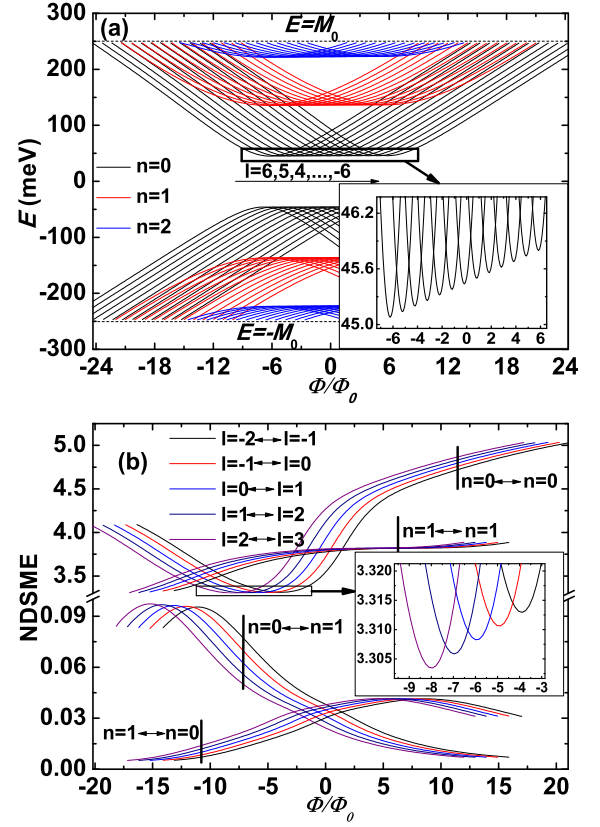 (a)
E=M0
300
200
100
0
-100
-200
-300
E (meV)
n=0
n=1
n=2
l=6,5,4,...,-6
46.2
45.6
45.0
-6 -4 -2 0 2 4 6
E=-M0
-24 -18 -12 -6 0 6 12 18 24
Φ/Φ0
(b)
l=-2↔l=-1
l=-1↔l=0
l=0↔l=1
l=1↔l=2
l=2↔l=3
5.0
4.5
4.0
3.5
0.09
0.06
0.03
0.00
NDSME
n=0↔n=0
n=1↔n=1
3.320
3.315
3.310
3.305
-9 -8 -7 -6 -5 -4 -3
n=0↔n=1
n=1↔n=0
-20 -15 -10 -5 0 5 10 15 20
Φ/Φ0